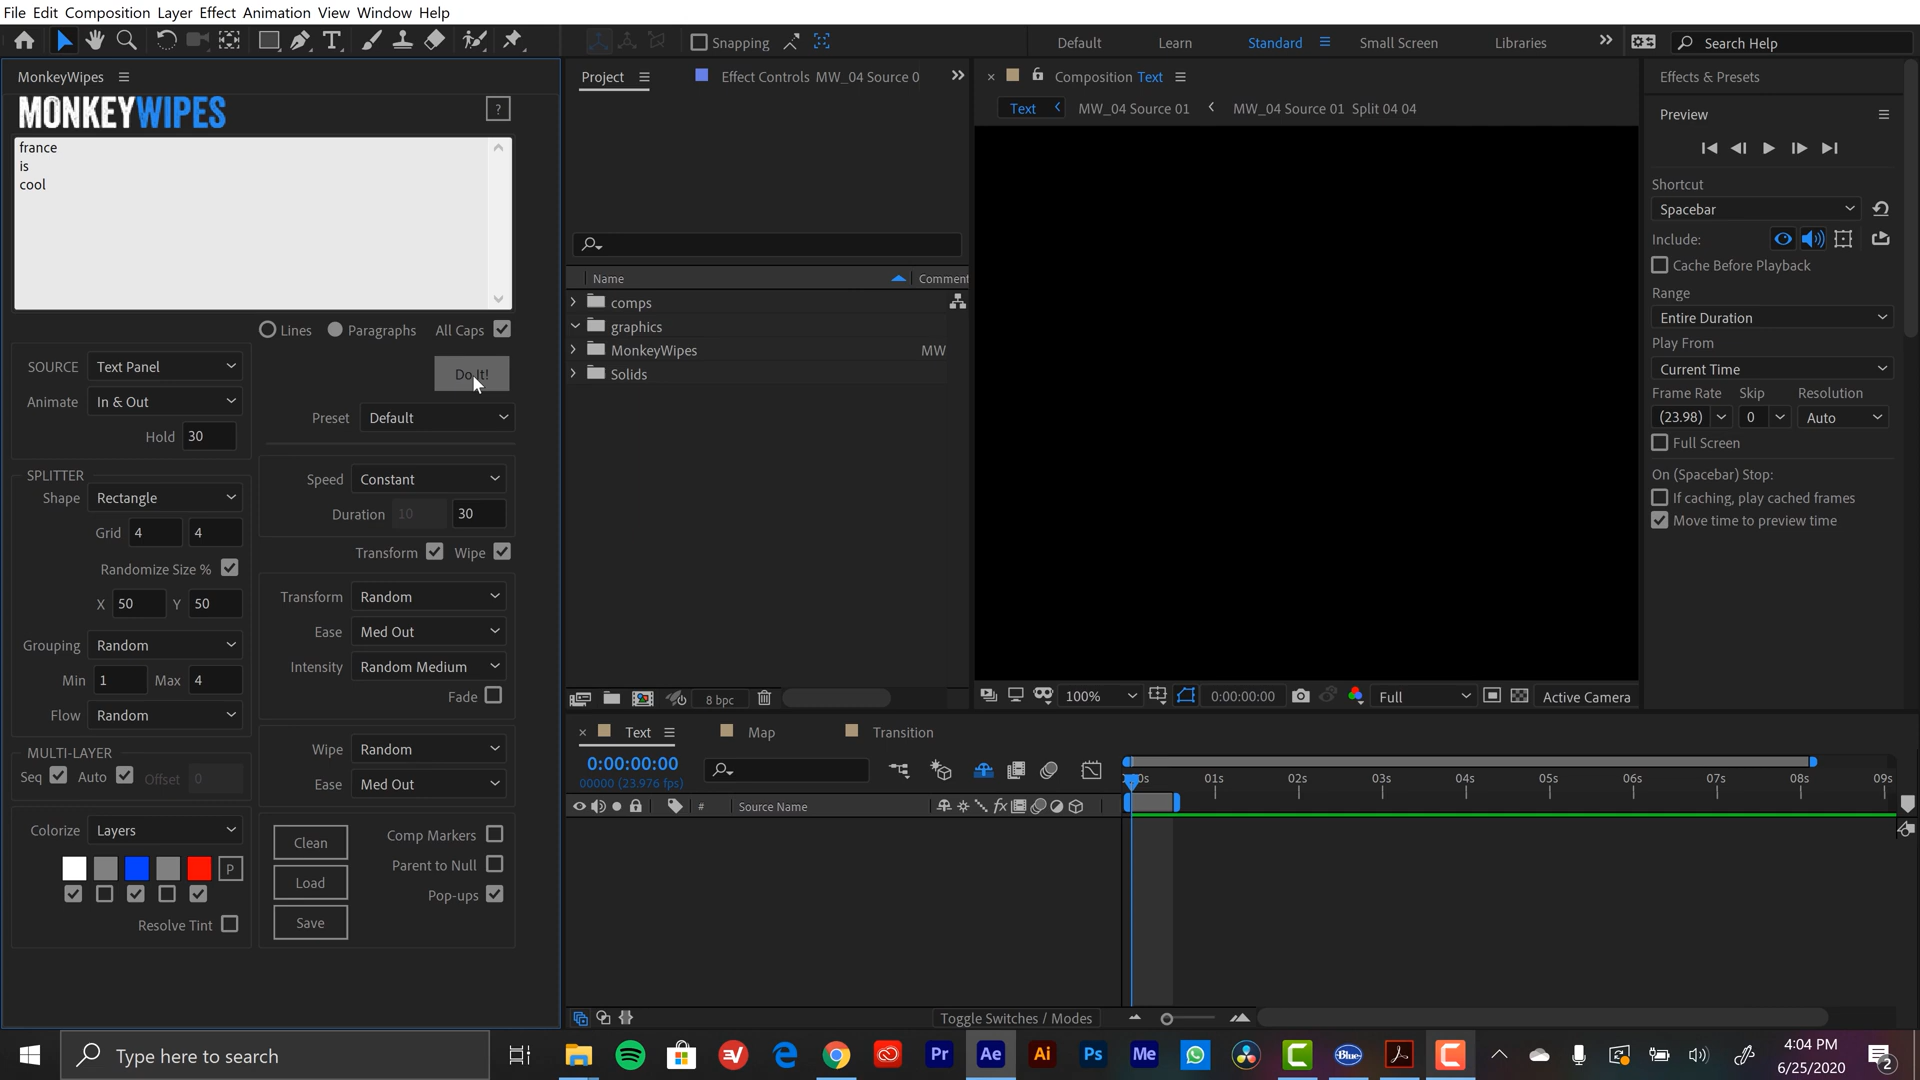 File Edit Composition Layer Effect Animation View Window Help
Snapping
Default Learn Standard Small Screen Libraries Search Help
MonkeyWipes
MONKEYWIPES ?
france
is
cool
Lines Paragraphs All Caps
SOURCE Text Panel
Do It!
Animate In & Out
Preset Default
Hold 30
SPLITTER
Shape Rectangle
Speed Constant
Duration 10 30
Grid 4 4
Transform Wipe
Randomize Size %
X 50 Y 50
Transform Random
Ease Med Out
Grouping Random
Intensity Random Medium
Min 1 Max 4
Fade
Flow Random
MULTI-LAYER
Wipe Random
Seq Auto Offset 0
Ease Med Out
Colorize Layers
P
Clean Comp Markers
Load Parent to Null
Save Pop-ups
Resolve Tint
Project Effect Controls MW_04 Source 0
Name Comment
comps
graphics
MonkeyWipes MW
Solids
8 bpc
Composition Text
Text MW_04 Source 01 MW_04 Source 01 Split 04 04
100% 0:00:00:00 Full Active Camera
Effects & Presets
Preview
Shortcut
Spacebar
Include:
Cache Before Playback
Range
Entire Duration
Play From
Current Time
Frame Rate Skip Resolution
(23.98) 0 Auto
Full Screen
On (Spacebar) Stop:
If caching, play cached frames
Move time to preview time
Text Map Transition
0:00:00:00
00000 (23.976 fps)
# Source Name
0s 01s 02s 03s 04s 05s 06s 07s 08s 09s
Toggle Switches / Modes
Type here to search
Pr Ae Ai Ps Me
Blue
4:04 PM
6/25/2020
2